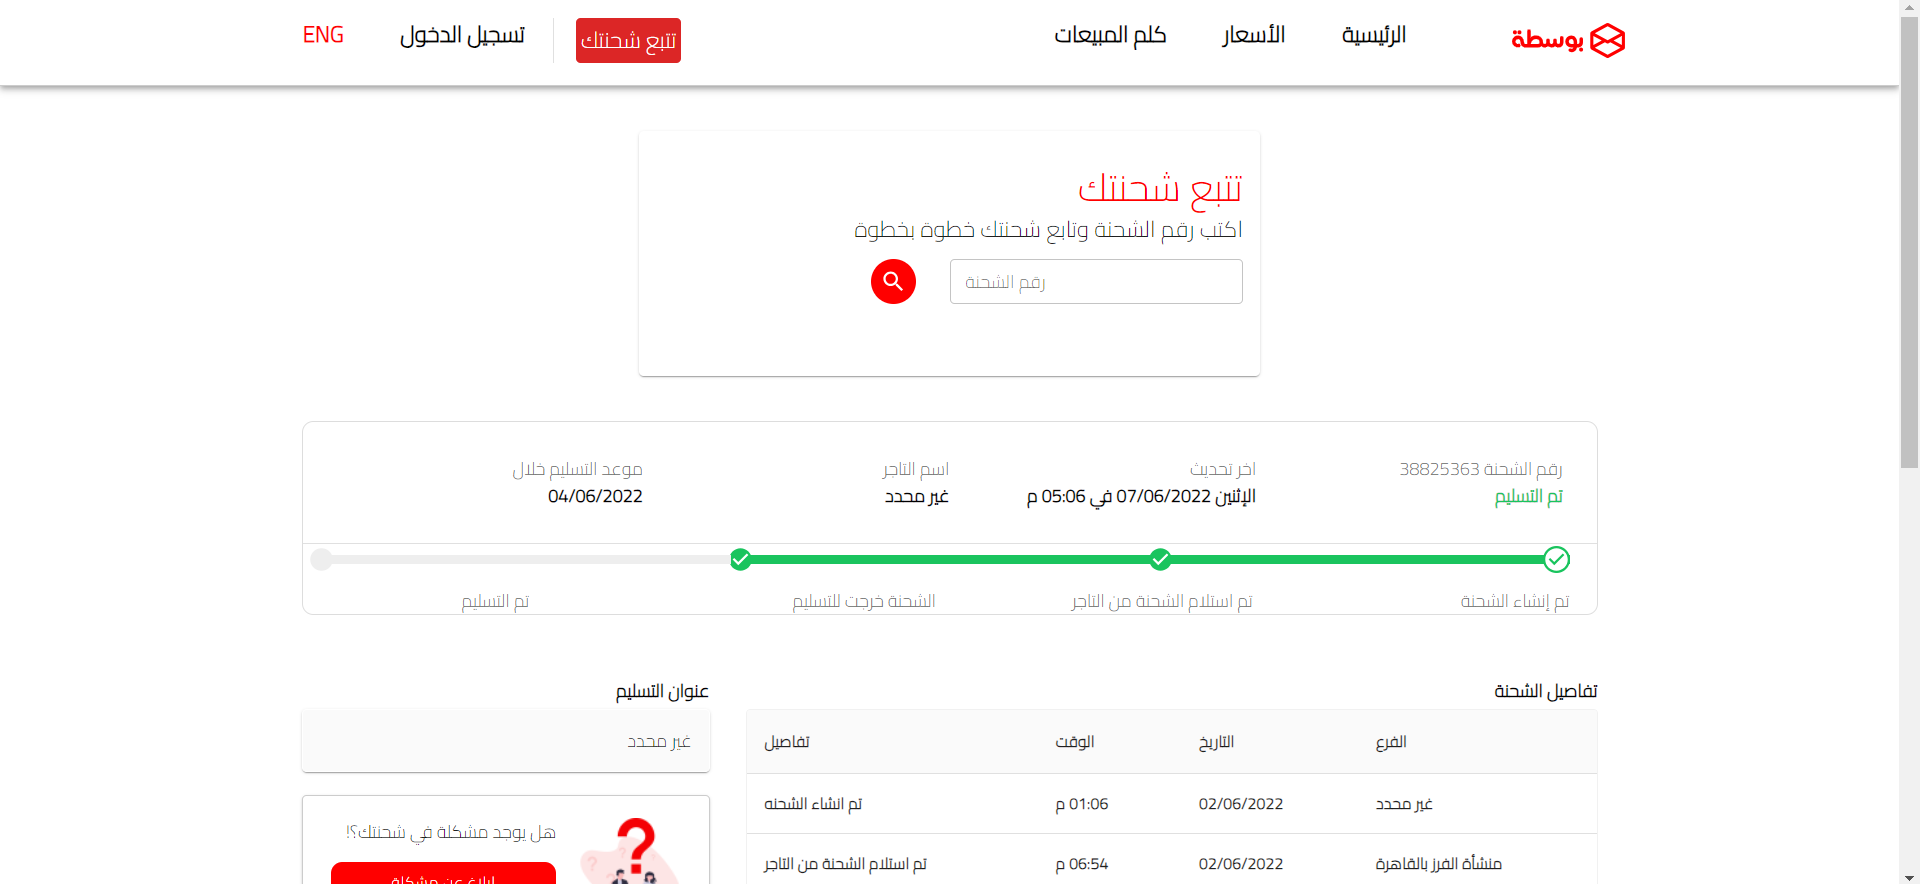 بوسطة
الرئيسية
الأسعار
كلم المبيعات
تتبع شحنتك
تسجيل الدخول
ENG
تتبع شحنتك
اكتب رقم الشحنة وتابع شحنتك خطوة بخطوة
رقم الشحنة
رقم الشحنة 38825363
تم التسليم
اخر تحديث
الإثنين 07/06/2022 في 05:06 م
اسم التاجر
غير محدد
موعد التسليم خلال
04/06/2022
تم إنشاء الشحنة
تم استلام الشحنة من التاجر
الشحنة خرجت للتسليم
تم التسليم
تفاصيل الشحنة
الفرع التاريخ الوقت تفاصيل
غير محدد 02/06/2022 01:06 م تم انشاء الشحنه
منشأة الفرز بالقاهرة 02/06/2022 06:54 م تم استلام الشحنة من التاجر
عنوان التسليم
غير محدد
هل يوجد مشكلة في شحنتك؟!
ابلاغ عن مشكلة